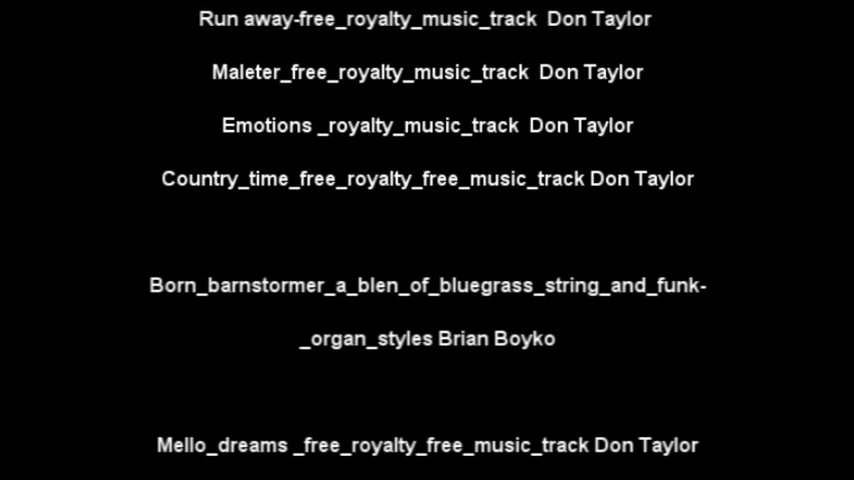 Run away-free_royalty_music_track  Don Taylor
Maleter_free_royalty_music_track  Don Taylor
Emotions _royalty_music_track  Don Taylor
Country_time_free_royalty_free_music_track Don Taylor
Born_barnstormer_a_blen_of_bluegrass_string_and_funk-
_organ_styles Brian Boyko
Mello_dreams _free_royalty_free_music_track Don Taylor